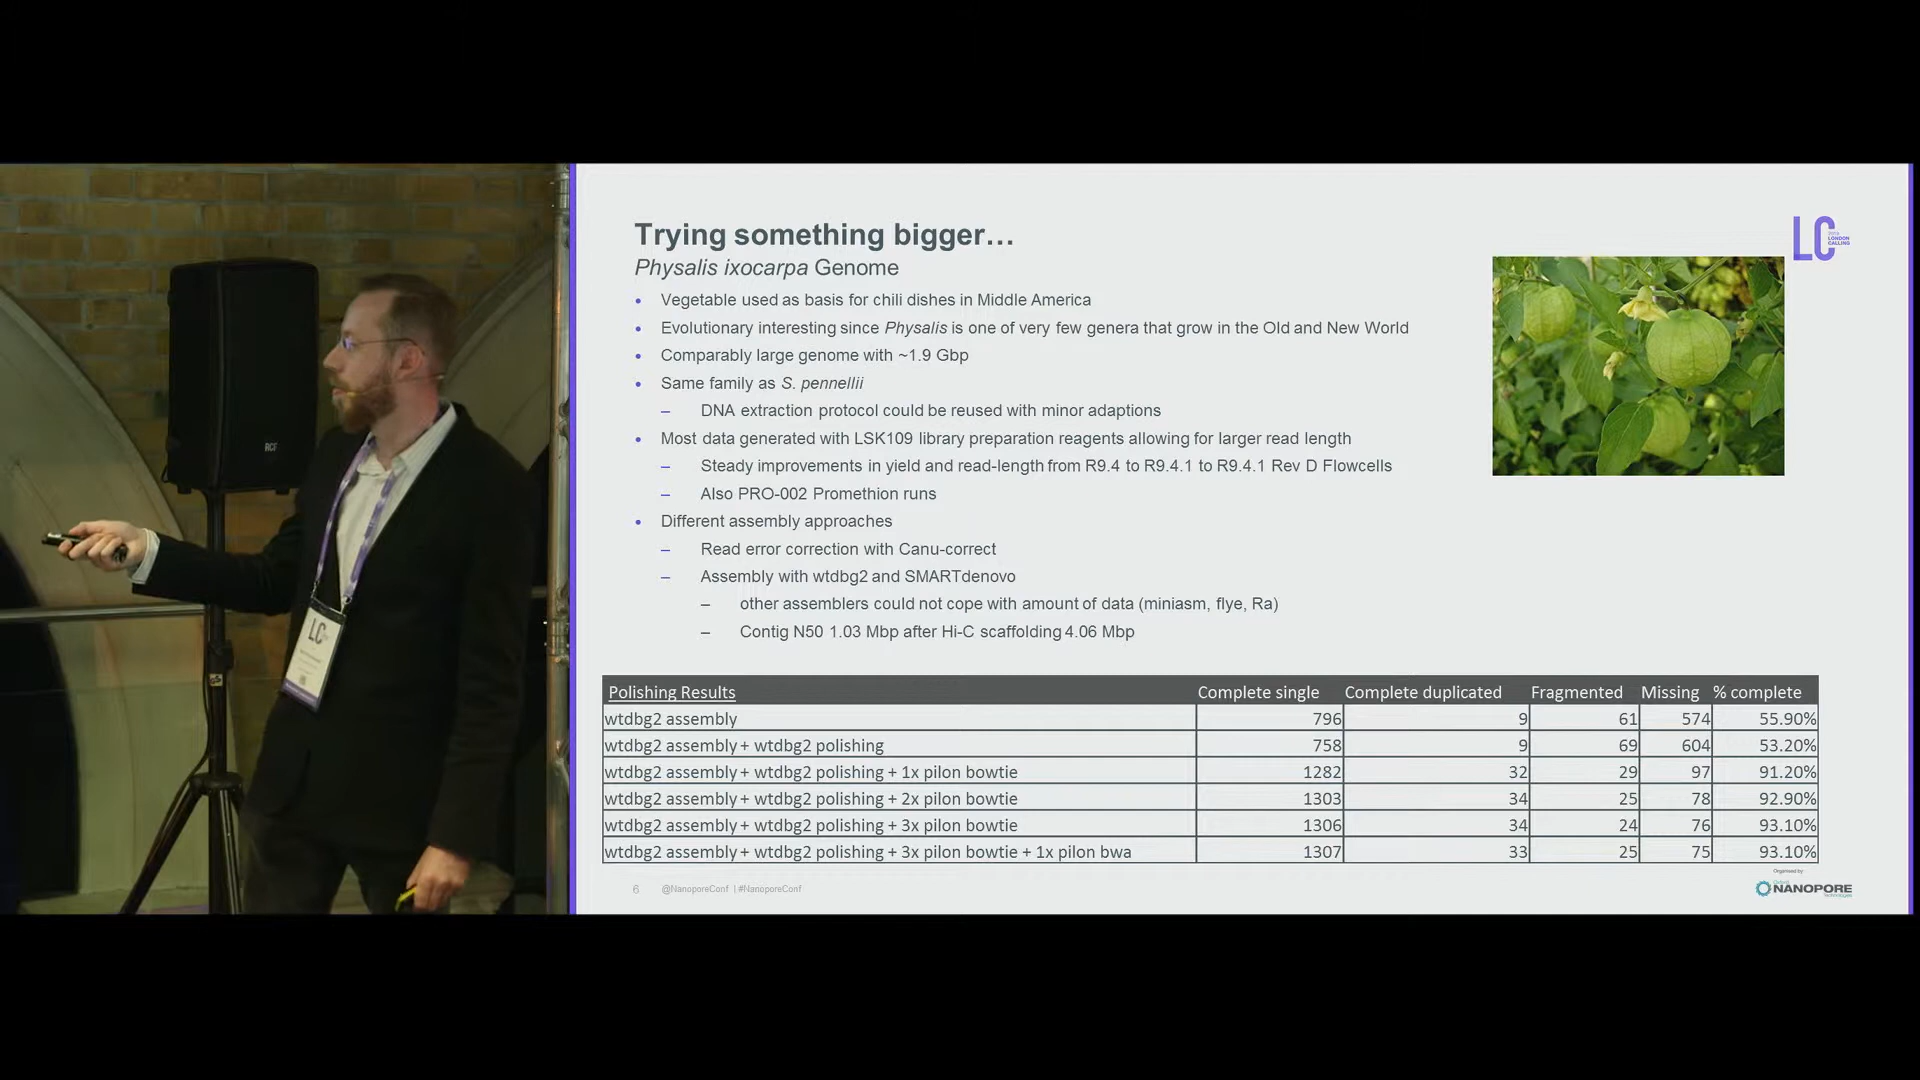 Trying something bigger…
Physalis ixocarpa Genome
• Vegetable used as basis for chili dishes in Middle America
• Evolutionary interesting since Physalis is one of very few genera that grow in the Old and New World
• Comparably large genome with ~1.9 Gbp
• Same family as S. pennellii
– DNA extraction protocol could be reused with minor adaptions
• Most data generated with LSK109 library preparation reagents allowing for larger read length
– Steady improvements in yield and read-length from R9.4 to R9.4.1 to R9.4.1 Rev D Flowcells
– Also PRO-002 Promethion runs
• Different assembly approaches
– Read error correction with Canu-correct
– Assembly with wtdbg2 and SMARTdenovo
– other assemblers could not cope with amount of data (miniasm, flye, Ra)
– Contig N50 1.03 Mbp after Hi-C scaffolding 4.06 Mbp
LC
LONDON CALLING
Polishing Results Complete single Complete duplicated Fragmented Missing % complete
wtdbg2 assembly 796 9 61 574 55.90%
wtdbg2 assembly + wtdbg2 polishing 758 9 69 604 53.20%
wtdbg2 assembly + wtdbg2 polishing + 1x pilon bowtie 1282 32 29 97 91.20%
wtdbg2 assembly + wtdbg2 polishing + 2x pilon bowtie 1303 34 25 78 92.90%
wtdbg2 assembly + wtdbg2 polishing + 3x pilon bowtie 1306 34 24 76 93.10%
wtdbg2 assembly + wtdbg2 polishing + 3x pilon bowtie + 1x pilon bwa 1307 33 25 75 93.10%
6 @NanoporeConf | #NanoporeConf
Organised by
Oxford
NANOPORE
Technologies
RCF
LC